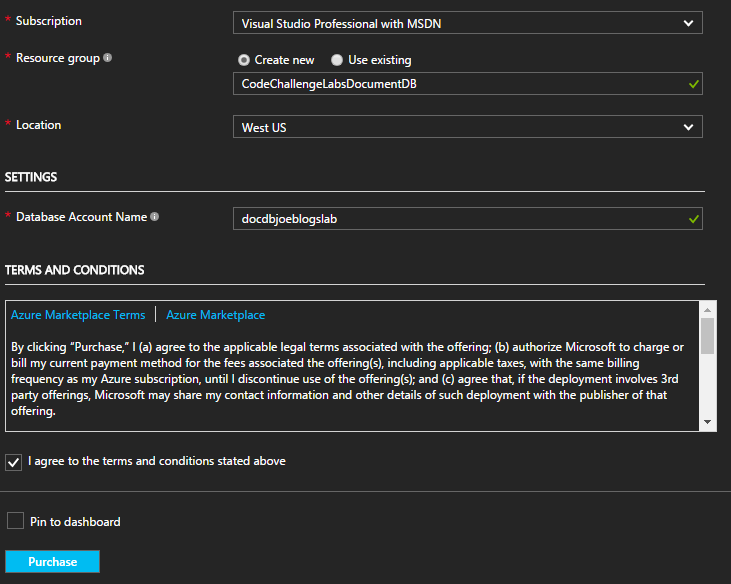 * Subscription
Visual Studio Professional with MSDN
* Resource group
Create new Use existing
CodeChallengeLabsDocumentDB
* Location
West US
SETTINGS
* Database Account Name
docdbjoeblogslab
TERMS AND CONDITIONS
Azure Marketplace Terms | Azure Marketplace
By clicking “Purchase,” I (a) agree to the applicable legal terms associated with the offering; (b) authorize Microsoft to charge or
bill my current payment method for the fees associated the offering(s), including applicable taxes, with the same billing
frequency as my Azure subscription, until I discontinue use of the offering(s); and (c) agree that, if the deployment involves 3rd
party offerings, Microsoft may share my contact information and other details of such deployment with the publisher of that
offering.
I agree to the terms and conditions stated above
Pin to dashboard
Purchase